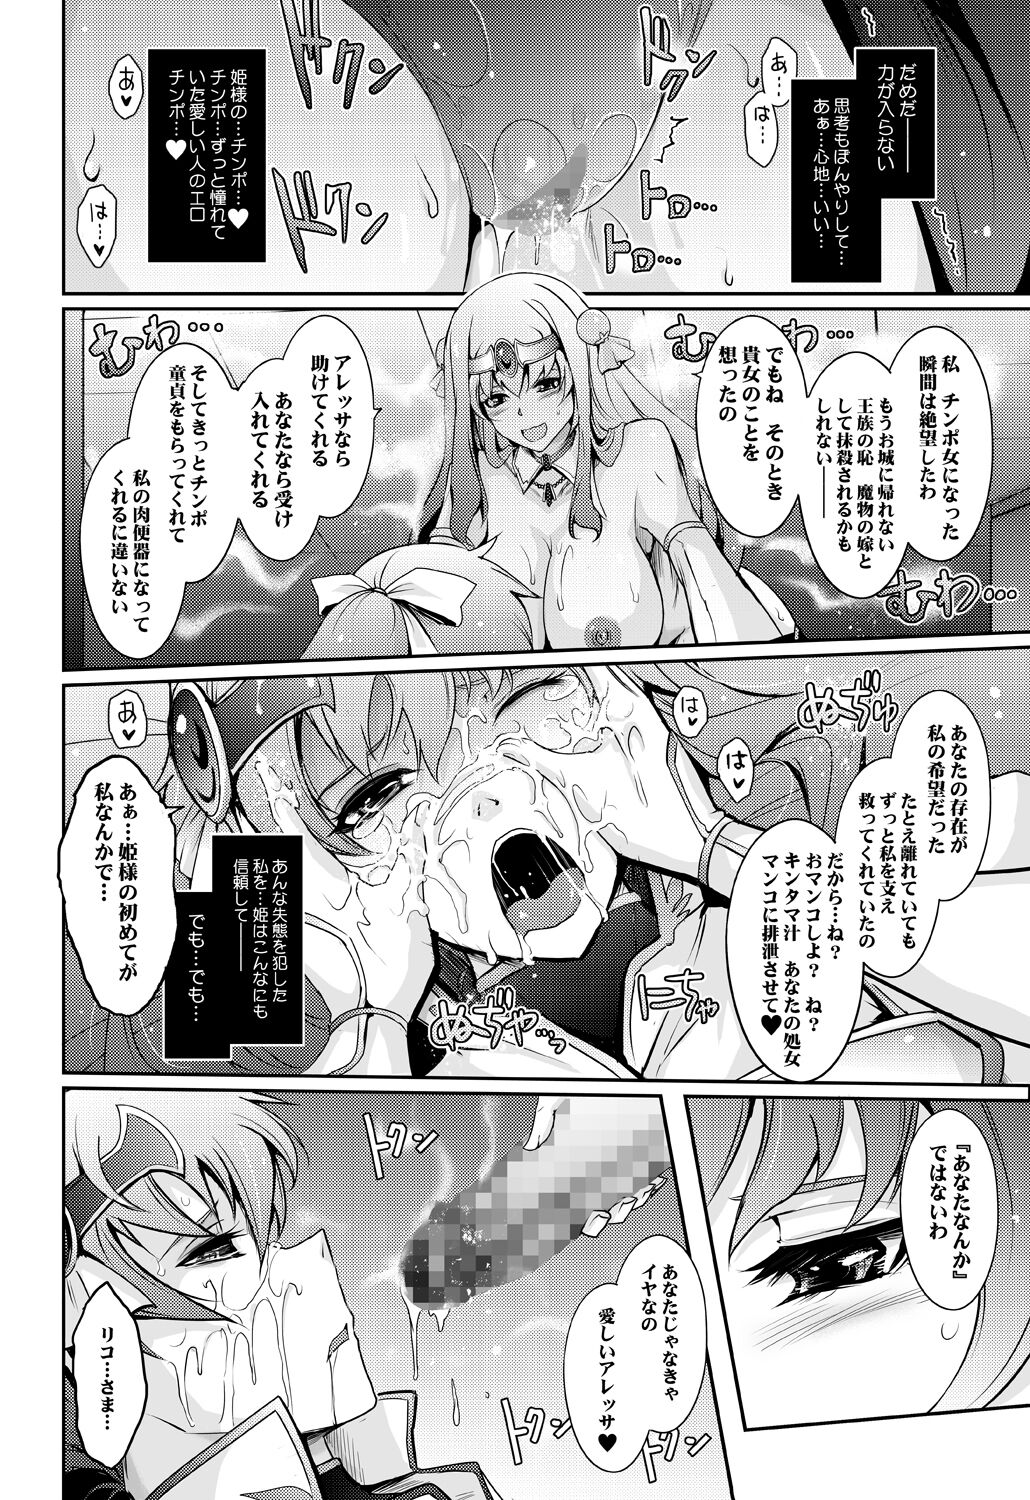 だめだ――
力が入らない
思考もぼんやりして…
あぁ…心地…いい…
あ…
は…
トロ…
トロ…
ドクン
ドクン
姫様の…チンポ…♥
チンポ…ずっと憧れて
いた愛しい人のエロ
チンポ…♥
あ♥
は…♥
私 チンポ女になった
瞬間は絶望したわ
もうお城に帰れない
王族の恥 魔物の嫁と
して抹殺されるかも
しれない――
でもね そのとき
貴女のことを
想ったの
むわ…
むわ…
むわ…
アレッサなら
助けてくれる
あなたなら受け
入れてくれる
そしてきっとチンポ
童貞をもらってくれて
私の肉便器になって
くれるに違いない
あなたの存在が
私の希望だった
たとえ離れていても
ずっと私を支え
救ってくれていたの
だから…ね?
おマンコしよ? ね?
キンタマ汁 あなたの処女
マンコに排泄させて♥
ぬぢゅ
は♥
は♥
ニーちゃ
ぬぢゃ…っ
あ♥
あぁ…姫様の初めてが
私なんかで…
あんな失態を犯した
私を…姫はこんなにも
信頼して――
でも…でも…
『あなたなんか』
ではないわ
トクン
トクン
トクン
あなたじゃなきゃ
イヤなの
愛しいアレッサ♥
リコ…さま…